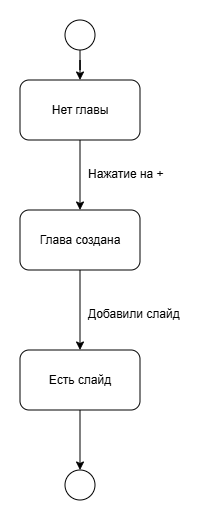 Нет главы
Нажатие на +
Глава создана
Добавили слайд
Есть слайд